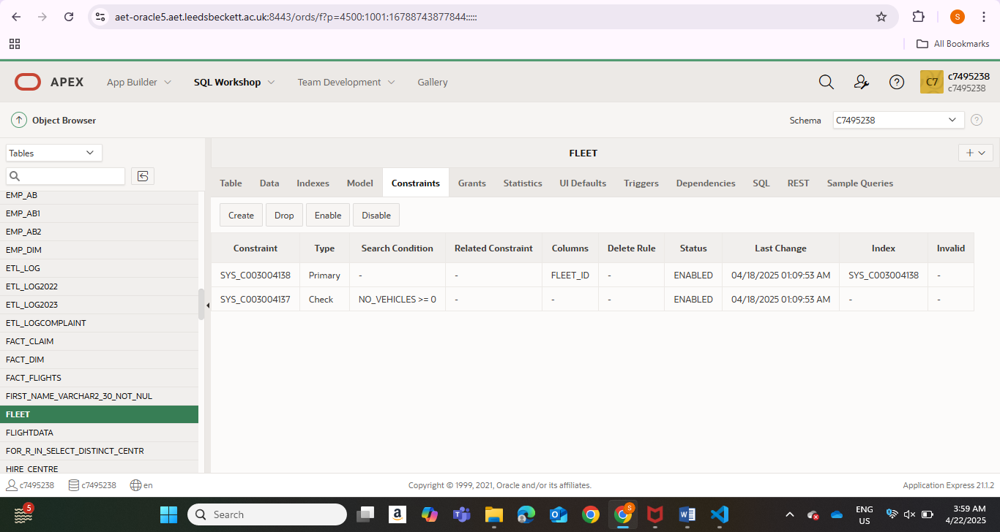 aet-oracle5.aet.leedsbeckett.ac.uk:8443/ords/f?p=4500:1001:16788743877844:::::
S
All Bookmarks
APEX App Builder SQL Workshop Team Development Gallery
C7 c7495238
c7495238
Object Browser Schema C7495238
Tables
FLEET
Table Data Indexes Model Constraints Grants Statistics UI Defaults Triggers Dependencies SQL REST Sample Queries
EMP_AB
EMP_AB1
EMP_AB2
EMP_DIM
ETL_LOG
ETL_LOG2022
ETL_LOG2023
ETL_LOGCOMPLAINT
FACT_CLAIM
FACT_DIM
FACT_FLIGHTS
FIRST_NAME_VARCHAR2_30_NOT_NUL
FLEET
FLIGHTDATA
FOR_R_IN_SELECT_DISTINCT_CENTR
HIRE_CENTRE
Create Drop Enable Disable
Constraint Type Search Condition Related Constraint Columns Delete Rule Status Last Change Index Invalid
SYS_C003004138 Primary - - FLEET_ID - ENABLED 04/18/2025 01:09:53 AM SYS_C003004138 -
SYS_C003004137 Check NO_VEHICLES >= 0 - - - ENABLED 04/18/2025 01:09:53 AM - -
c7495238 c7495238 en Copyright © 1999, 2021, Oracle and/or its affiliates. Application Express 21.1.2
5 Search a S ENG 3:59 AM
US 4/22/2025